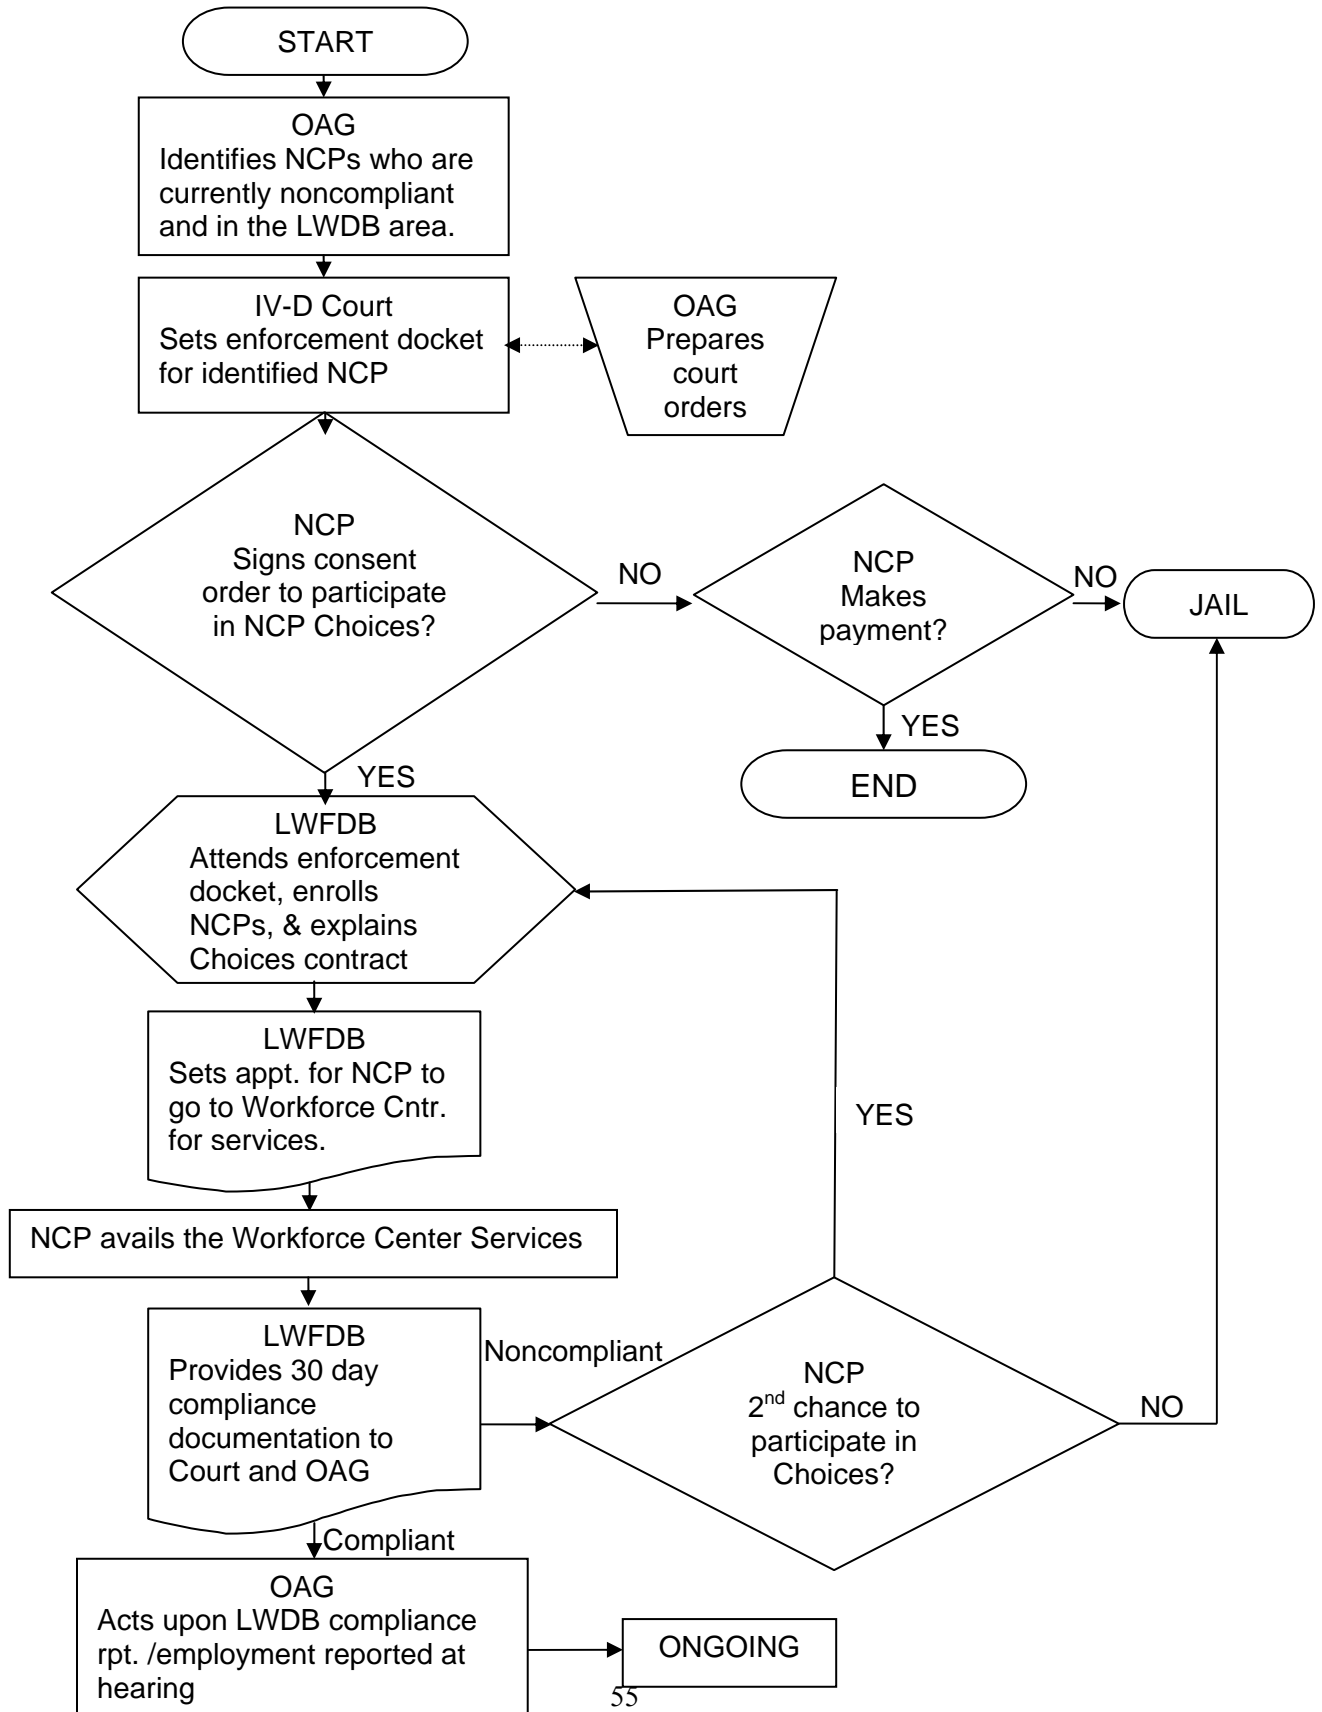 START
OAG
Identifies NCPs who are
currently noncompliant
and in the LWDB area.
IV-D Court
Sets enforcement docket
for identified NCP
OAG
Prepares
court
orders
NCP
Signs consent
order to participate
in NCP Choices?
NO
NCP
Makes
payment?
NO
JAIL
YES
END
YES
LWFDB
Attends enforcement
docket, enrolls
NCPs, & explains
Choices contract
LWFDB
Sets appt. for NCP to
go to Workforce Cntr.
for services.
YES
NCP avails the Workforce Center Services
LWFDB
Provides 30 day
compliance
documentation to
Court and OAG
Noncompliant
NCP
2nd chance to
participate in
Choices?
NO
Compliant
OAG
Acts upon LWDB compliance
rpt. /employment reported at
hearing
ONGOING
55